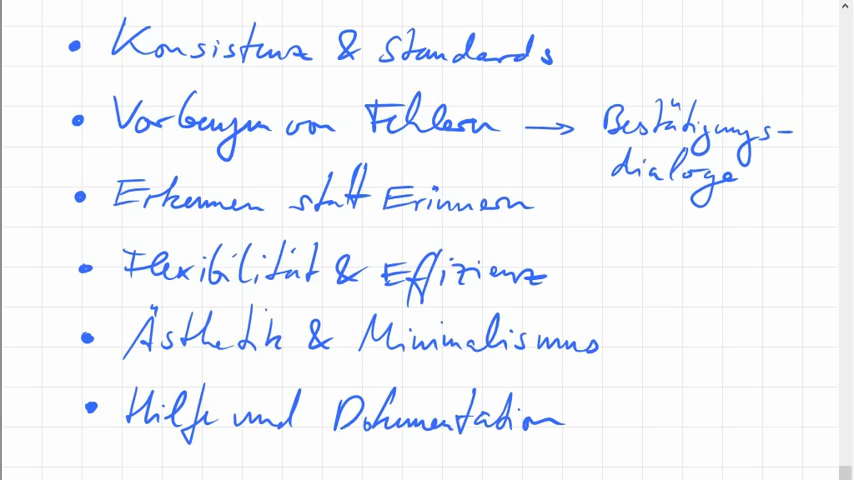 • Konsistenz & Standards
• Vorbeugen von Fehlern → Bestätigungs-
dialoge
• Erkennen statt Erinnern
• Flexibilität & Effizienz
• Ästhetik & Minimalismus
• Hilfe und Dokumentation